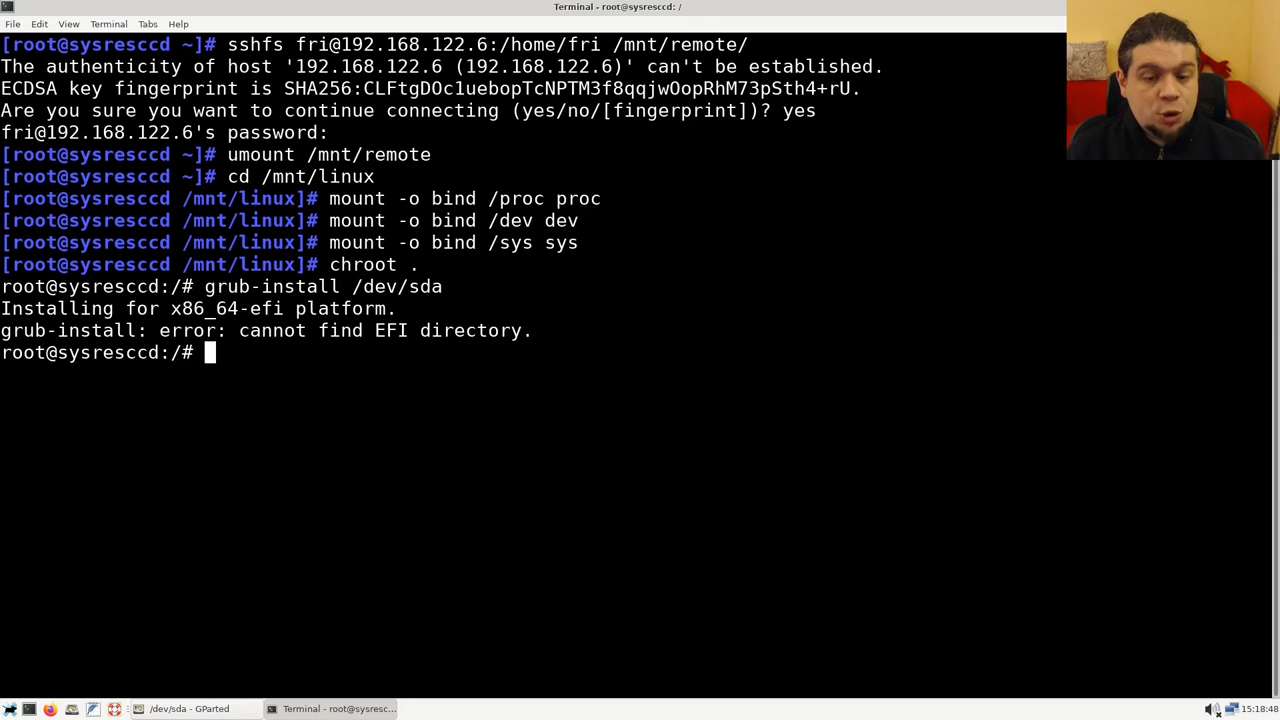 Terminal - root@sysresccd: /
File Edit View Terminal Tabs Help
[root@sysresccd ~]# sshfs fri@192.168.122.6:/home/fri /mnt/remote/
The authenticity of host '192.168.122.6 (192.168.122.6)' can't be established.
ECDSA key fingerprint is SHA256:CLFtgDOc1uebopTcNPTM3f8qqjwOopRhM73pSth4+rU.
Are you sure you want to continue connecting (yes/no/[fingerprint])? yes
fri@192.168.122.6's password:
[root@sysresccd ~]# umount /mnt/remote
[root@sysresccd ~]# cd /mnt/linux
[root@sysresccd /mnt/linux]# mount -o bind /proc proc
[root@sysresccd /mnt/linux]# mount -o bind /dev dev
[root@sysresccd /mnt/linux]# mount -o bind /sys sys
[root@sysresccd /mnt/linux]# chroot .
root@sysresccd:/# grub-install /dev/sda
Installing for x86_64-efi platform.
grub-install: error: cannot find EFI directory.
root@sysresccd:/#
/dev/sda - GParted
Terminal - root@sysresc...
15:18:48